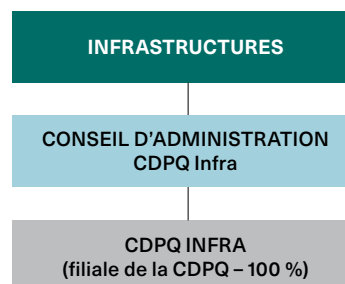 INFRASTRUCTURES
CONSEIL D'ADMINISTRATION
CDPQ Infra
CDPQ INFRA
(filiale de la CDPQ – 100 %)